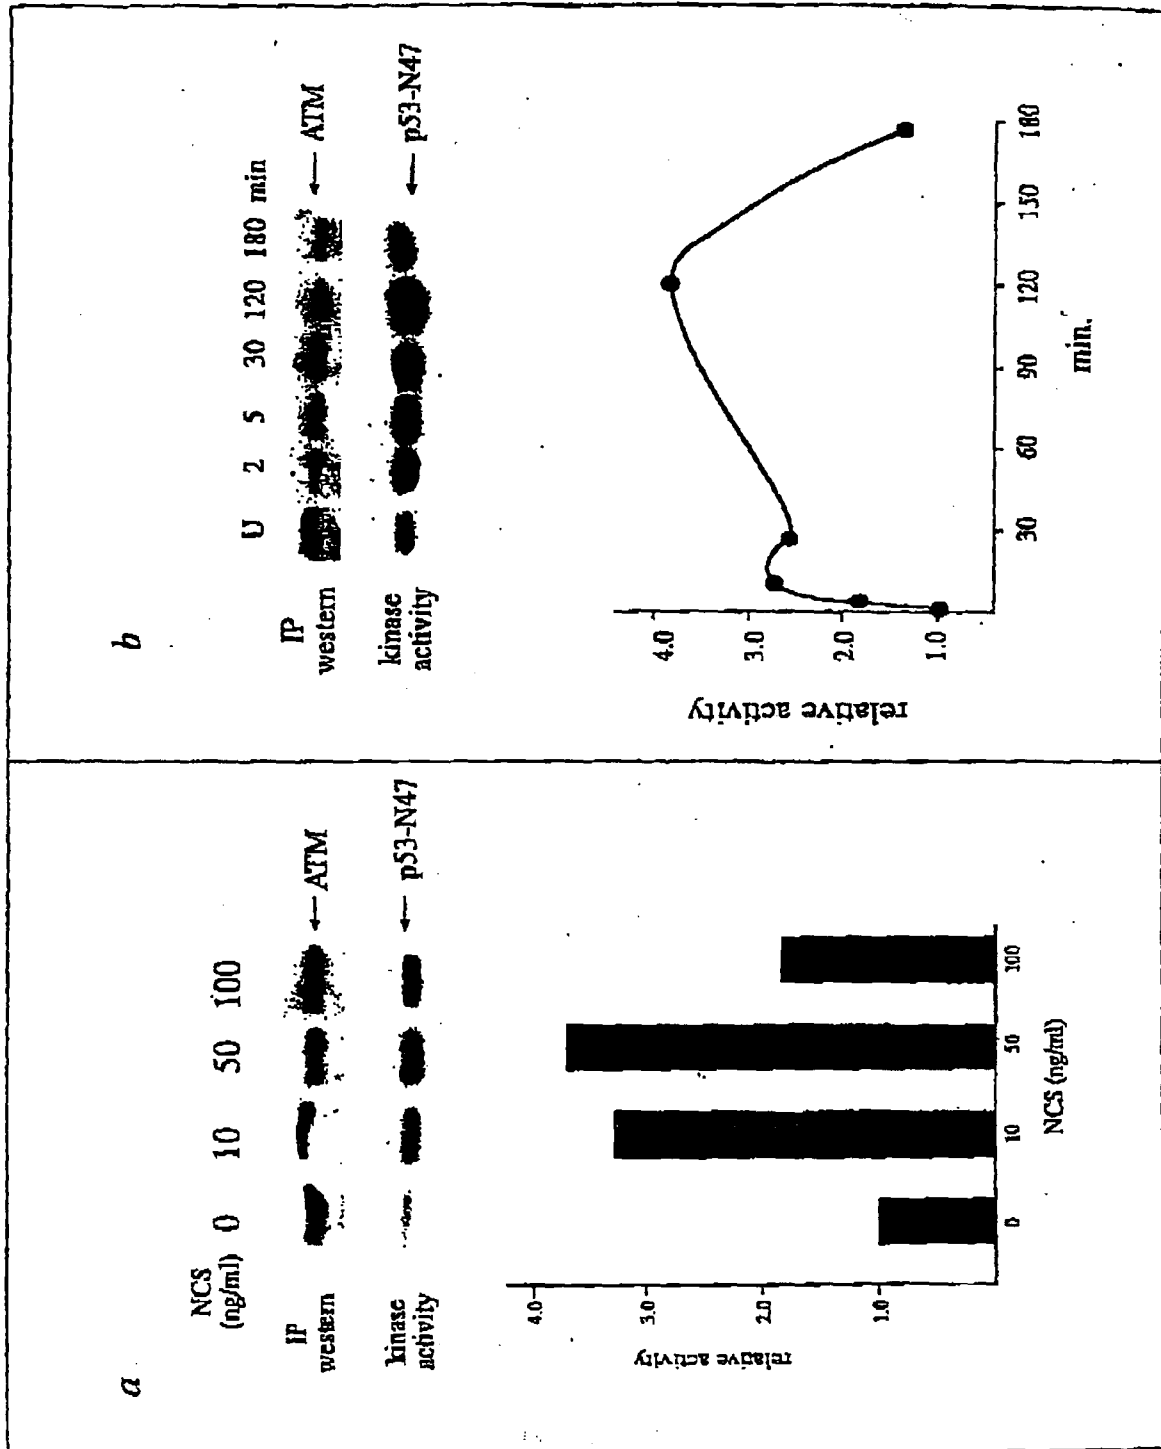 a
NCS
(ng/ml) 0 10 50 100
IP
western
← ATM
kinase
activity
← p53-N47
4.0
3.0
2.0
1.0
relative activity
0 10 50 100
NCS (ng/ml)
b
U 2 5 30 120 180 min
IP
western
← ATM
kinase
activity
← p53-N47
4.0
3.0
2.0
1.0
relative activity
30 60 90 120 150 180
min.